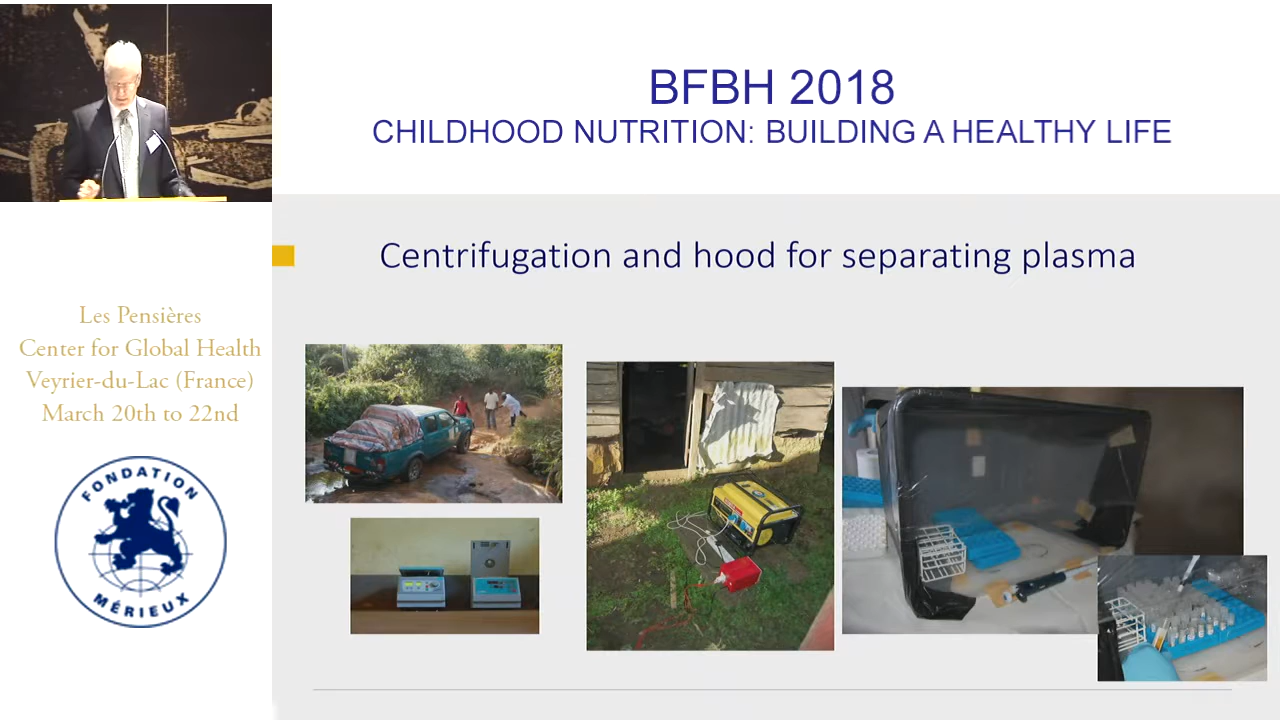 BFBH 2018
CHILDHOOD NUTRITION: BUILDING A HEALTHY LIFE
Centrifugation and hood for separating plasma
Les Pensières
Center for Global Health
Veyrier-du-Lac (France)
March 20th to 22nd
FONDATION
MÉRIEUX